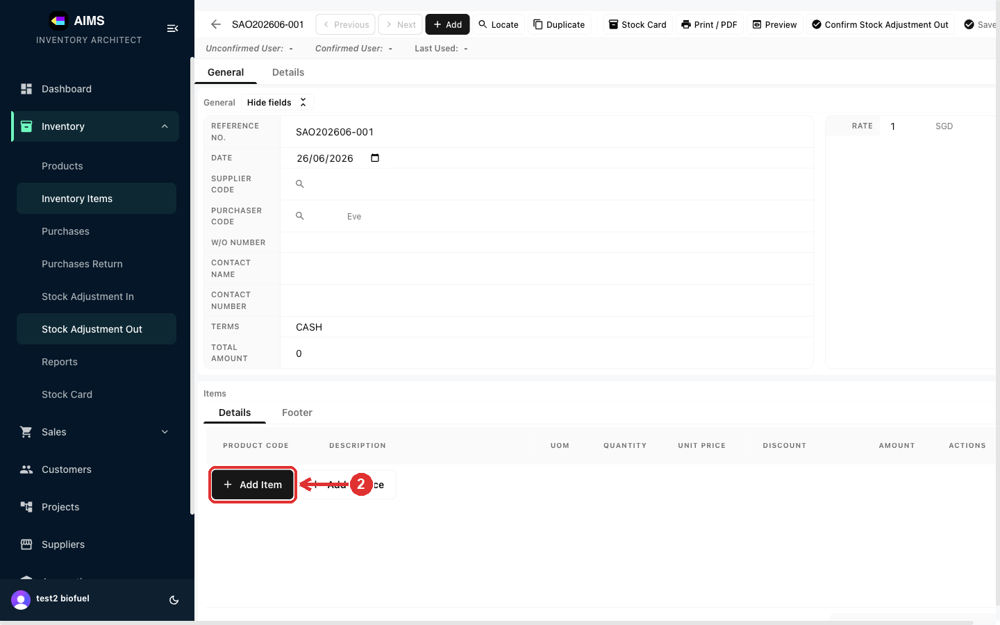 AIMS
INVENTORY ARCHITECT
Dashboard
Inventory
Products
Inventory Items
Purchases
Purchases Return
Stock Adjustment In
Stock Adjustment Out
Reports
Stock Card
Sales
Customers
Projects
Suppliers
test2 biofuel
SAO202606-001
Previous
Next
Add
Locate
Duplicate
Stock Card
Print / PDF
Preview
Confirm Stock Adjustment Out
Save
Unconfirmed User: -
Confirmed User: -
Last Used: -
General
Details
General
Hide fields
REFERENCE NO.
SAO202606-001
DATE
26/06/2026
SUPPLIER CODE
PURCHASER CODE
Eve
W/O NUMBER
CONTACT NAME
CONTACT NUMBER
TERMS
CASH
TOTAL AMOUNT
0
RATE
1
SGD
Items
Details
Footer
PRODUCT CODE
DESCRIPTION
UOM
QUANTITY
UNIT PRICE
DISCOUNT
AMOUNT
ACTIONS
Add Item
2
Add